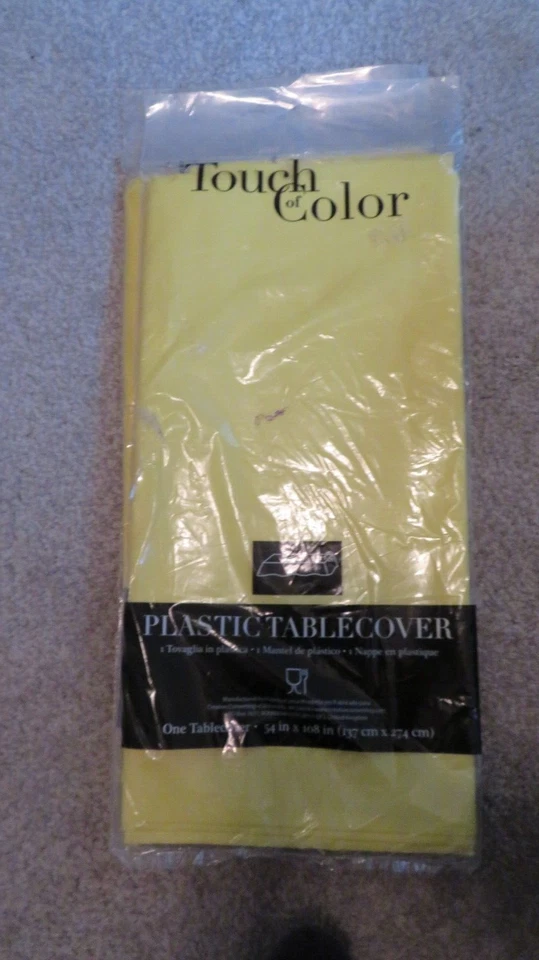 Touch
of
Color
PLASTIC TABLECOVER
1 Tovaglia in plastica • 1 Mantel de plástico • 1 Nappe en plastique
One Tablecover • 54 in x 108 in (137 cm x 274 cm)